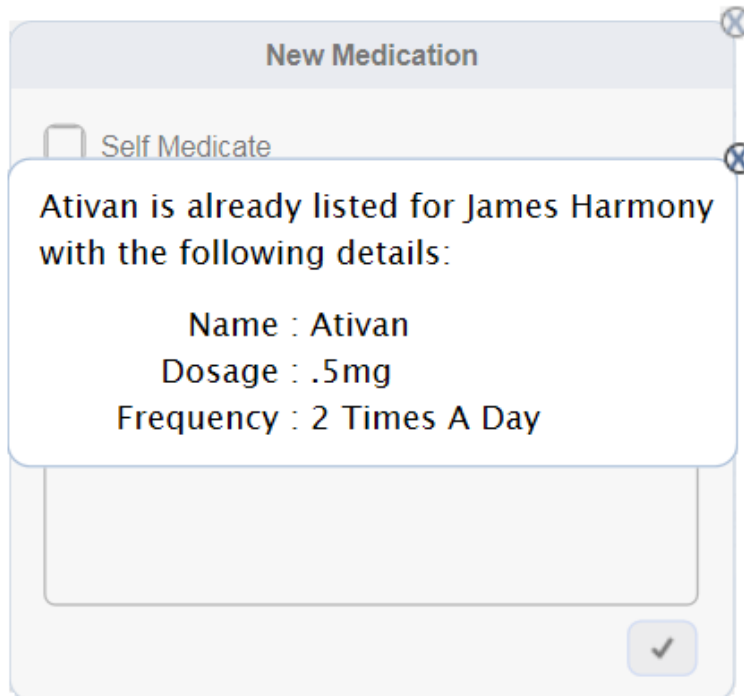 New Medication
Self Medicate
Ativan is already listed for James Harmony
with the following details:
Name : Ativan
Dosage : .5mg
Frequency : 2 Times A Day